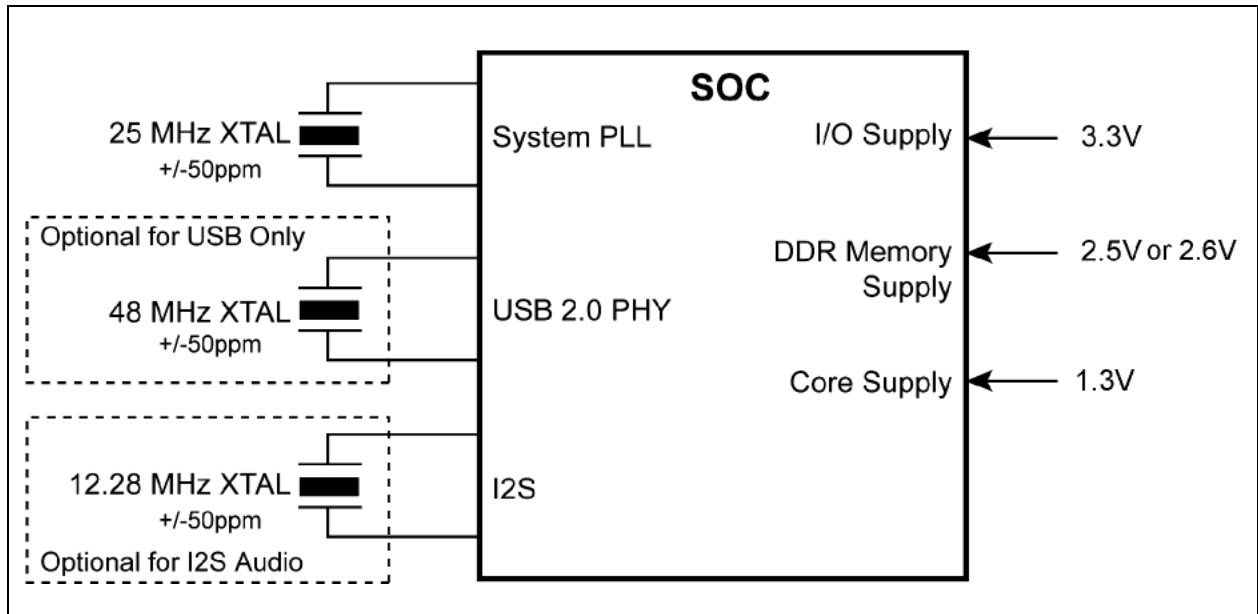 SOC
25 MHz XTAL
+/-50ppm
System PLL
I/O Supply
3.3V
Optional for USB Only
48 MHz XTAL
+/-50ppm
USB 2.0 PHY
DDR Memory
Supply
2.5V or 2.6V
Core Supply
1.3V
12.28 MHz XTAL
+/-50ppm
I2S
Optional for I2S Audio